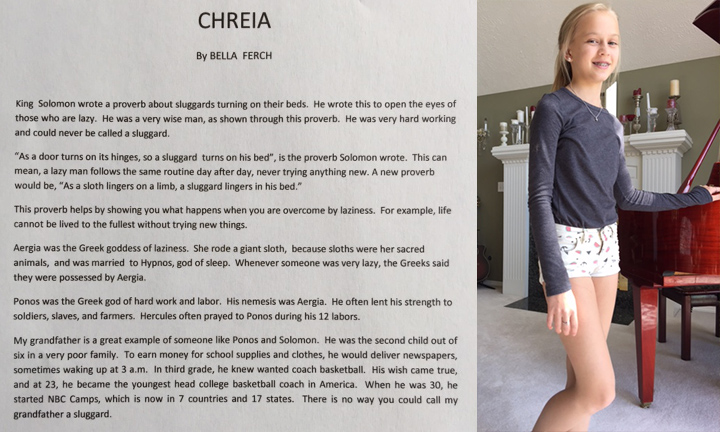 CHREIA
By BELLA FERCH
King Solomon wrote a proverb about sluggards turning on their beds. He wrote this to open the eyes of
those who are lazy. He was a very wise man, as shown through this proverb. He was very hard working
and could never be called a sluggard.
“As a door turns on its hinges, so a sluggard turns on his bed”, is the proverb Solomon wrote. This can
mean, a lazy man follows the same routine day after day, never trying anything new. A new proverb
would be, “As a sloth lingers on a limb, a sluggard lingers in his bed.”
This proverb helps by showing you what happens when you are overcome by laziness. For example, life
cannot be lived to the fullest without trying new things.
Aergia was the Greek goddess of laziness. She rode a giant sloth, because sloths were her sacred
animals, and was married to Hypnos, god of sleep. Whenever someone was very lazy, the Greeks said
they were possessed by Aergia.
Ponos was the Greek god of hard work and labor. His nemesis was Aergia. He often lent his strength to
soldiers, slaves, and farmers. Hercules often prayed to Ponos during his 12 labors.
My grandfather is a great example of someone like Ponos and Solomon. He was the second child out of
six in a very poor family. To earn money for school supplies and clothes, he would deliver newspapers,
sometimes waking up at 3 a.m. In third grade, he knew wanted coach basketball. His wish came true,
and at 23, he became the youngest head college basketball coach in America. When he was 30, he
started NBC Camps, which is now in 7 countries and 17 states. There is no way you could call my
grandfather a sluggard.